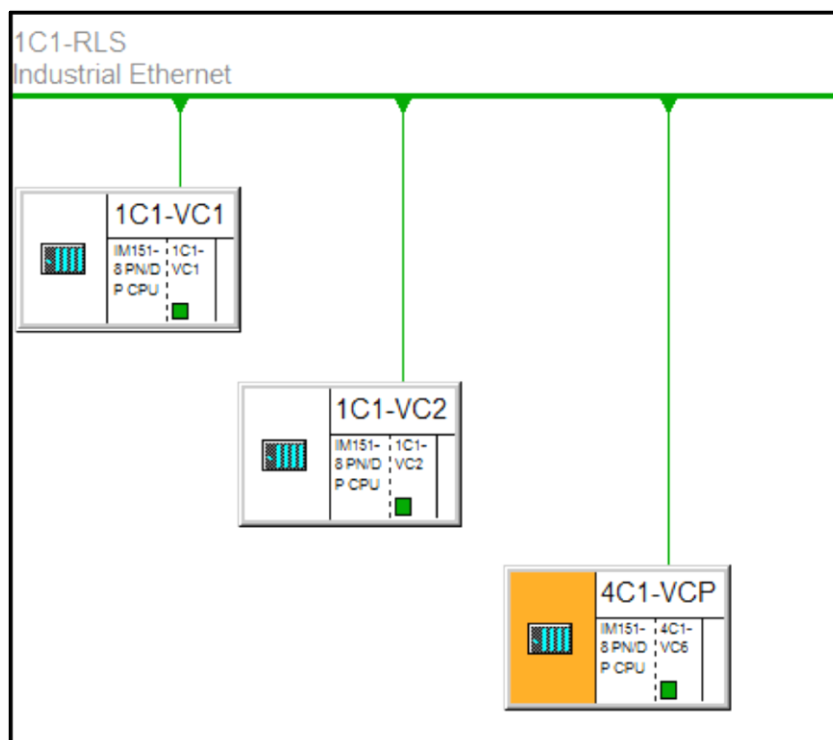 1C1-RLS
Industrial Ethernet
1C1-VC1
IM151-
8 PN/D
P CPU
1C1-
VC1
1C1-VC2
IM151-
8 PN/D
P CPU
1C1-
VC2
4C1-VCP
IM151-
8 PN/D
P CPU
4C1-
VC6